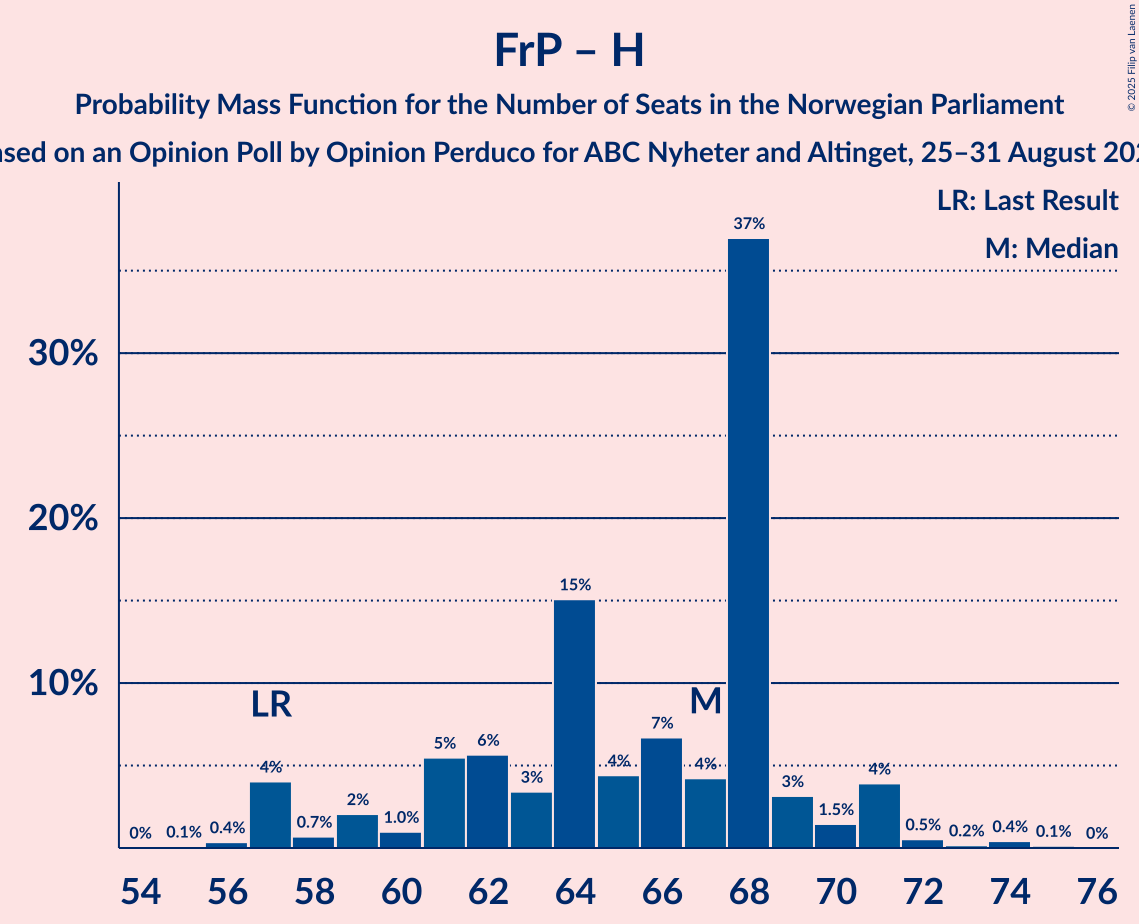 FrP – H
Probability Mass Function for the Number of Seats in the Norwegian Parliament
on an Opinion Poll by Opinion Perduco for ABC Nyheter and Altinget, 25–31 August
© 2025 Filip van Laenen
LR: Last Result
M: Median
37%
30%
20%
15%
10%
LR
M
7%
6%
5%
4%
4%
4%
4%
3%
3%
2%
1.5%
1.0%
0.7%
0.5%
0.4%
0.4%
0.2%
0.1%
0.1%
0%
0%
54 56 58 60 62 64 66 68 70 72 74 76